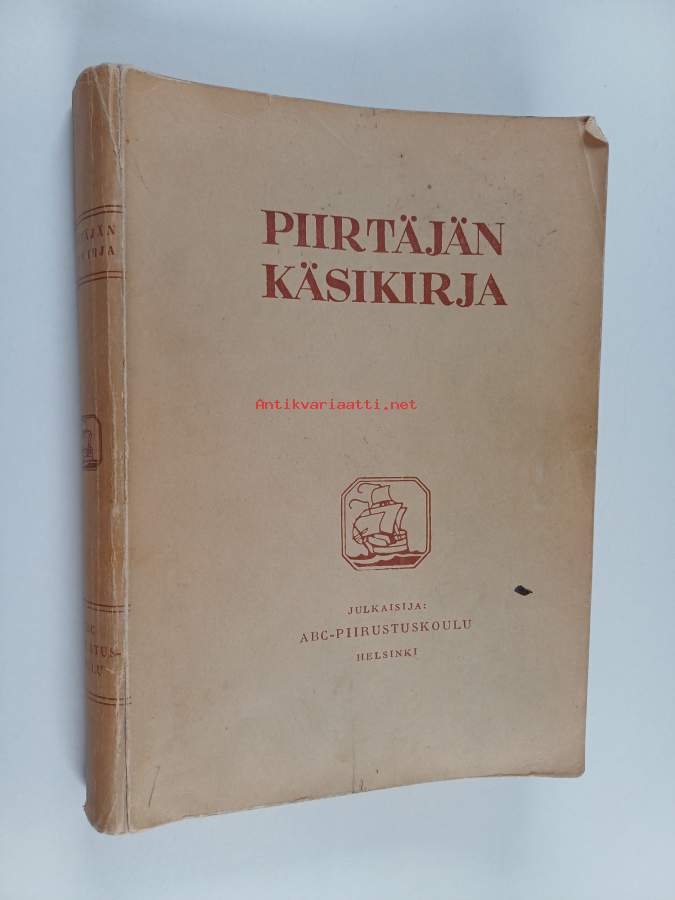 PIIRTÄJÄN
KÄSIKIRJA
Antikvariaatti.net
JULKAISIJA:
ABC-PIIRUSTUSKOULU
HELSINKI